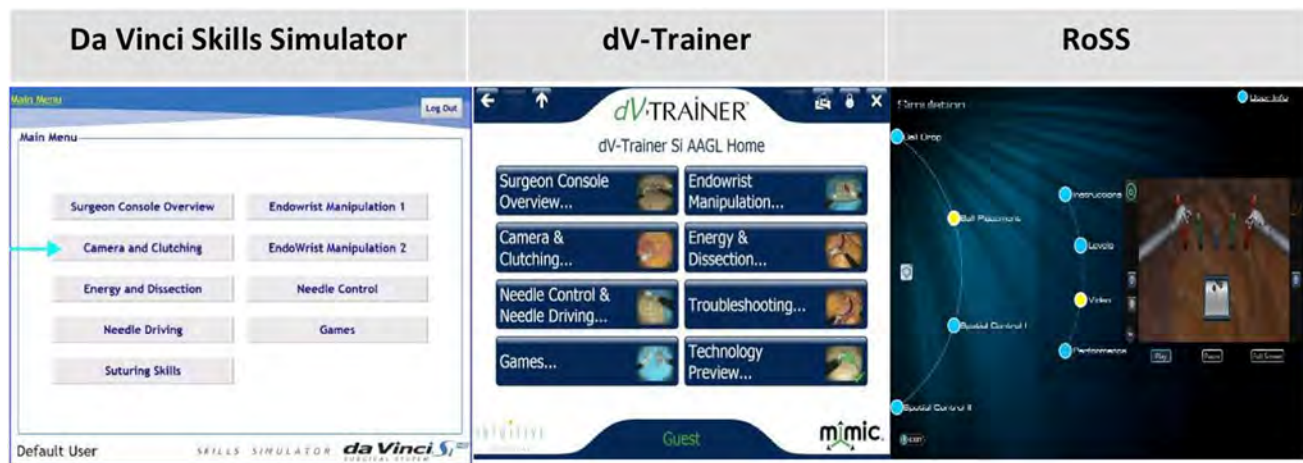 Da Vinci Skills Simulator
dV-Trainer
RoSS
Main Menu
Log Out
Main Menu
Surgeon Console Overview
Endowrist Manipulation 1
Camera and Clutching
EndoWrist Manipulation 2
Energy and Dissection
Needle Control
Needle Driving
Games
Suturing Skills
Default User
SKILLS SIMULATOR da Vinci Si
SURGICAL SYSTEM
dV-TRAINER
dV-Trainer Si AAGL Home
Surgeon Console
Overview...
Endowrist
Manipulation...
Camera &
Clutching...
Energy &
Dissection...
Needle Control &
Needle Driving...
Troubleshooting...
Games...
Technology
Preview...
Guest
mimic.
User Info
Ball Drop
Instructions
Ball Placement
Levels
Video
Spatial Control I
Performance
Play
Pause
Full Screen
Spatial Control II